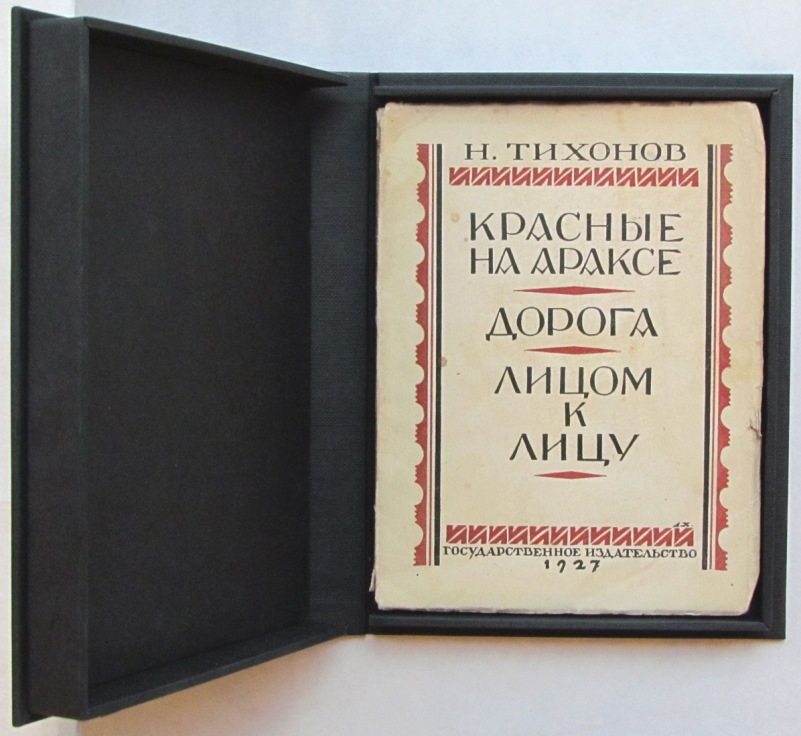 Н. ТИХОНОВ
КРАСНЫЕ
НА АРАКСЕ
ДОРОГА
ЛИЦОМ
К
ЛИЦУ
ГОСУДАРСТВЕННОЕ ИЗДАТЕЛЬСТВО
1927